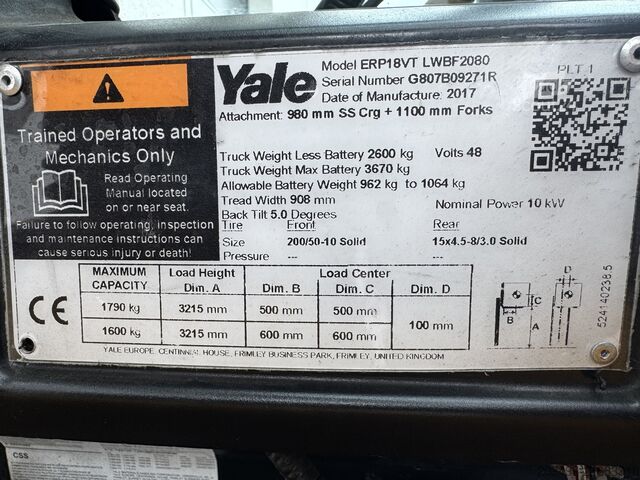 Yale
Model ERP18VT LWBF2080
Serial Number G807B09271R
Date of Manufacture: 2017
PLT 1
Attachment: 980 mm SS Crg + 1100 mm Forks
Trained Operators and
Mechanics Only
Read Operating
Manual located
on or near seat.
Failure to follow operating, inspection
and maintenance instructions can
cause serious injury or death!
Truck Weight Less Battery 2600 kg Volts 48
Truck Weight Max Battery 3670 kg
Allowable Battery Weight 962 kg to 1064 kg
Tread Width 908 mm Nominal Power 10 kW
Back Tilt 5.0 Degrees
Tire Front Rear
Size 200/50-10 Solid 15x4.5-8/3.0 Solid
Pressure --- ---
MAXIMUM CAPACITY Load Height Dim. A Load Center Dim. B Dim. C Dim. D
1790 kg 3215 mm 500 mm 500 mm 100 mm
1600 kg 3215 mm 600 mm 600 mm
CE
D
C
B
A
524140238.5
YALE EUROPE, CENTINNIAL HOUSE, FRIMLEY BUSINESS PARK, FRIMLEY, UNITED KINGDOM
CSS